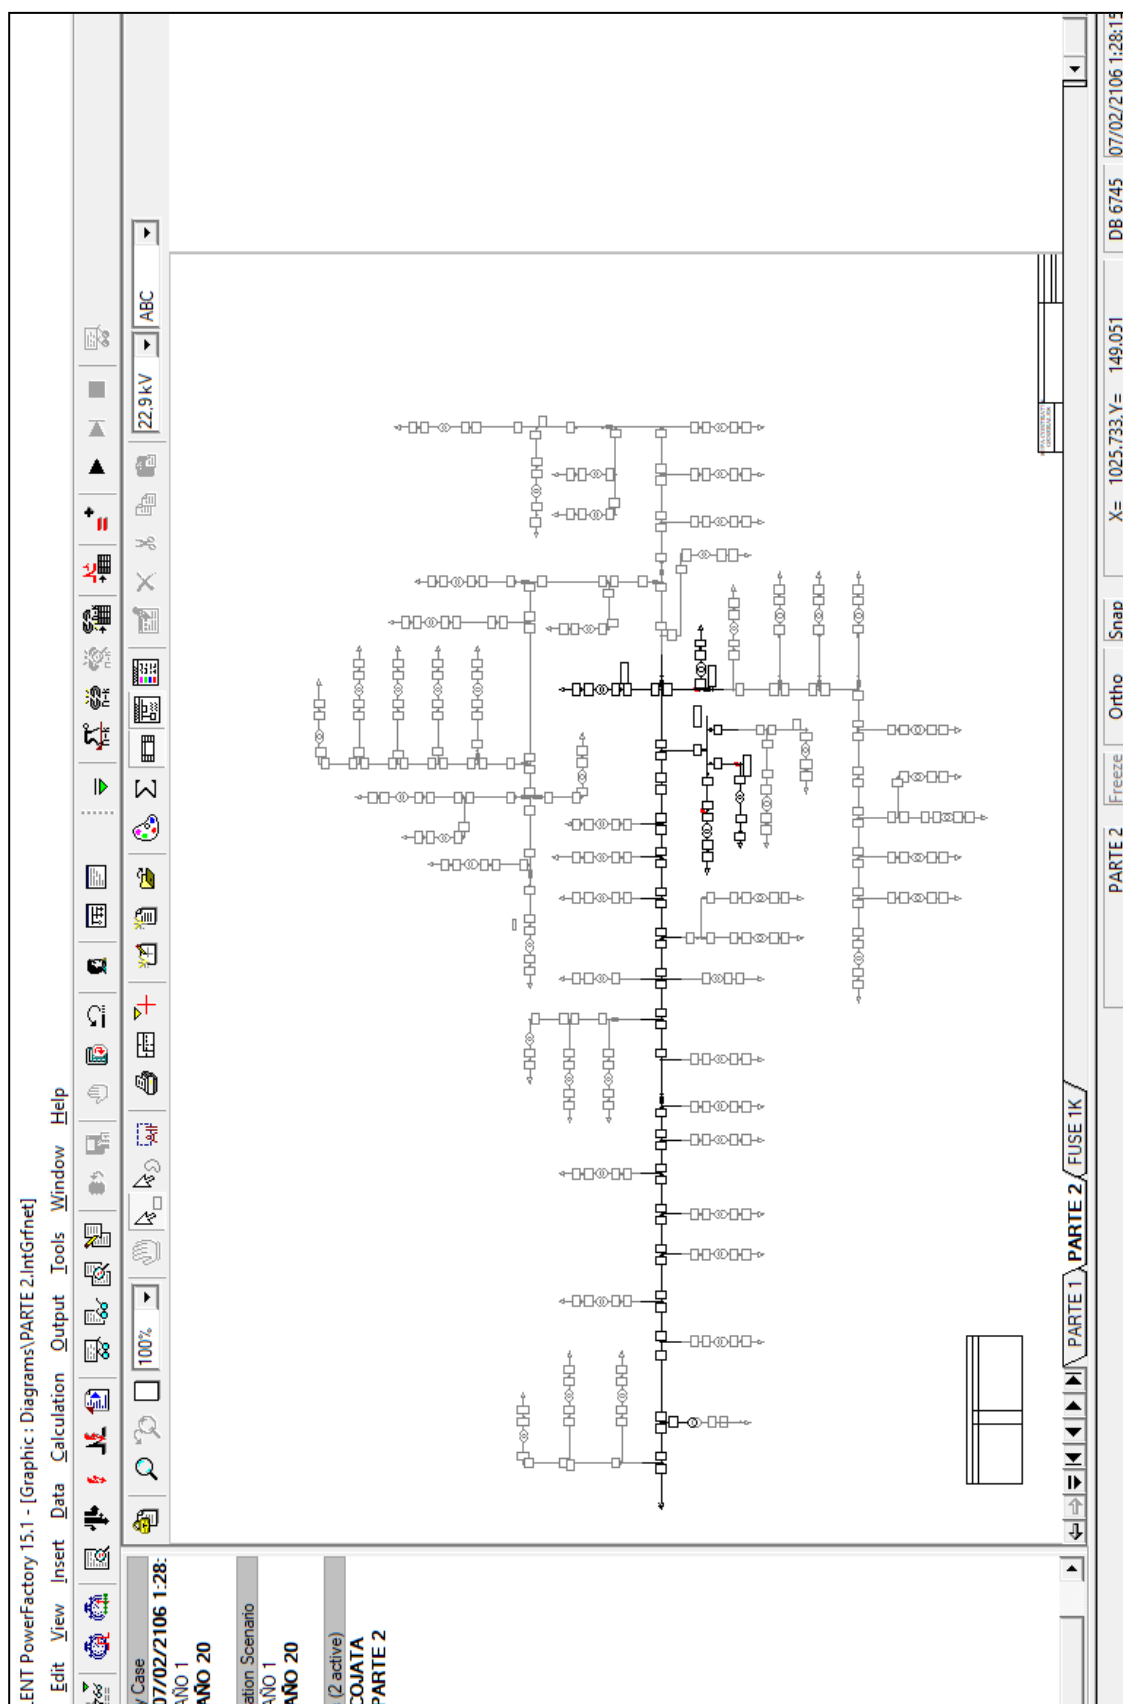 LENT PowerFactory 15.1 - [Graphic : Diagrams\PARTE 2.IntGrfnet]
Edit View Insert Data Calculation Output Tools Window Help
100%
22,9 kV
ABC
y Case
07/02/2106 1:28:
AÑO 1
AÑO 20
ation Scenario
AÑO 1
AÑO 20
(2 active)
COJATA
PARTE 2
PARTE 1
PARTE 2
FUSE 1K
PARTE 2
Freeze
Ortho
Snap
X= 1025,733,Y= 149,051
DB 6745
07/02/2106 1:28:15